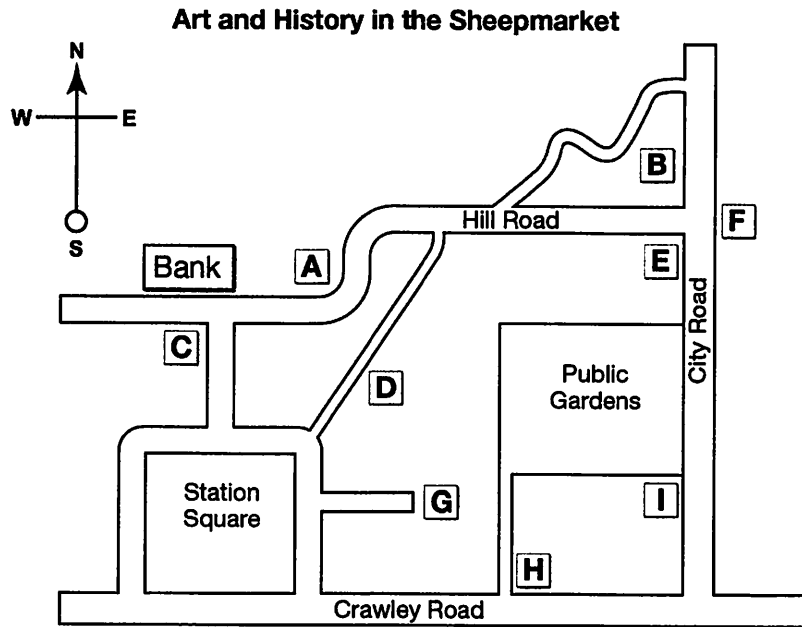 Art and History in the Sheepmarket
N
W E
S
B
Hill Road
F
A
E
Bank
C
City Road
D
Public
Gardens
Station
Square
G
I
H
Crawley Road